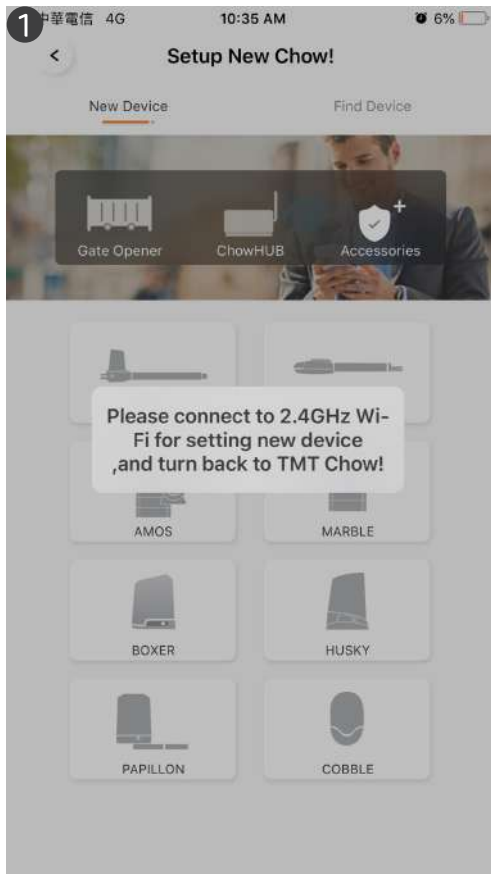 1
中華電信 4G 10:35 AM 6%
Setup New Chow!
New Device Find Device
Gate Opener ChowHUB Accessories
Please connect to 2.4GHz Wi-
Fi for setting new device
,and turn back to TMT Chow!
AMOS MARBLE
BOXER HUSKY
PAPILLON COBBLE